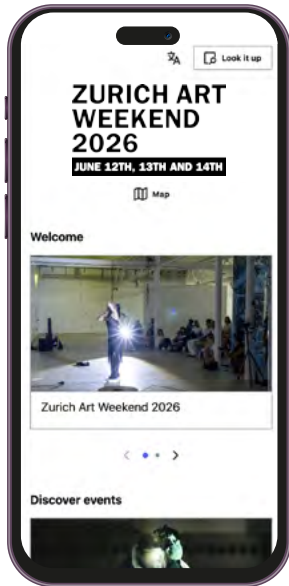 Look it up
ZURICH ART
WEEKEND
2026
JUNE 12TH, 13TH AND 14TH
Map
Welcome
Zurich Art Weekend 2026
Discover events